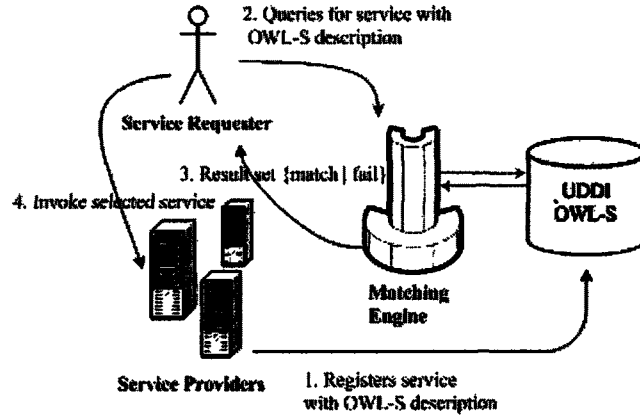 2. Queries for service with
OWL-S description
Service Requester
3. Result set {match | fail}
4. Invoke selected service
UDDI
OWL-S
Matching
Engine
Service Providers
1. Registers service
with OWL-S description